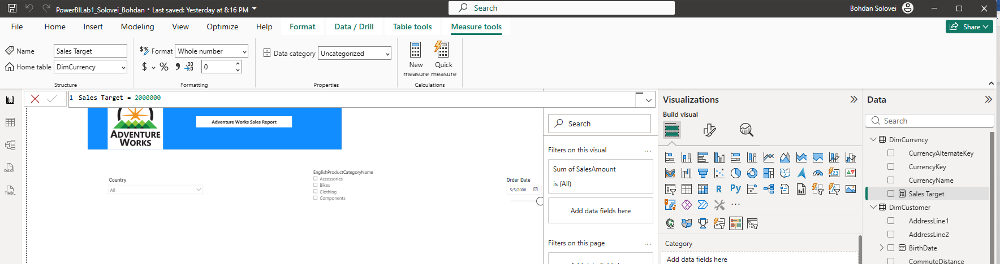 PowerBILab1_Solovei_Bohdan • Last saved: Yesterday at 8:16 PM
Search
Bohdan Solovei
File Home Insert Modeling View Optimize Help Format Data / Drill Table tools Measure tools
Share
Name Sales Target
Format Whole number
Data category Uncategorized
New measure
Quick measure
Home table DimCurrency
$ % 0
Structure Formatting Properties Calculations
1 Sales Target = 2000000
Adventure Works Sales Report
ADVENTURE
WORKS
Country
All
EnglishProductCategoryName
Accessories
Bikes
Clothing
Components
Order Date
5/5/2008
Search
Filters on this visual ...
Sum of SalesAmount
is (All)
Add data fields here
Filters on this page ...
Visualizations
Build visual
123
R
Py
...
Category
Add data fields here
Data
Search
DimCurrency
CurrencyAlternateKey
CurrencyKey
CurrencyName
Sales Target
DimCustomer
AddressLine1
AddressLine2
BirthDate
CommuteDistance
DAX
TMDL